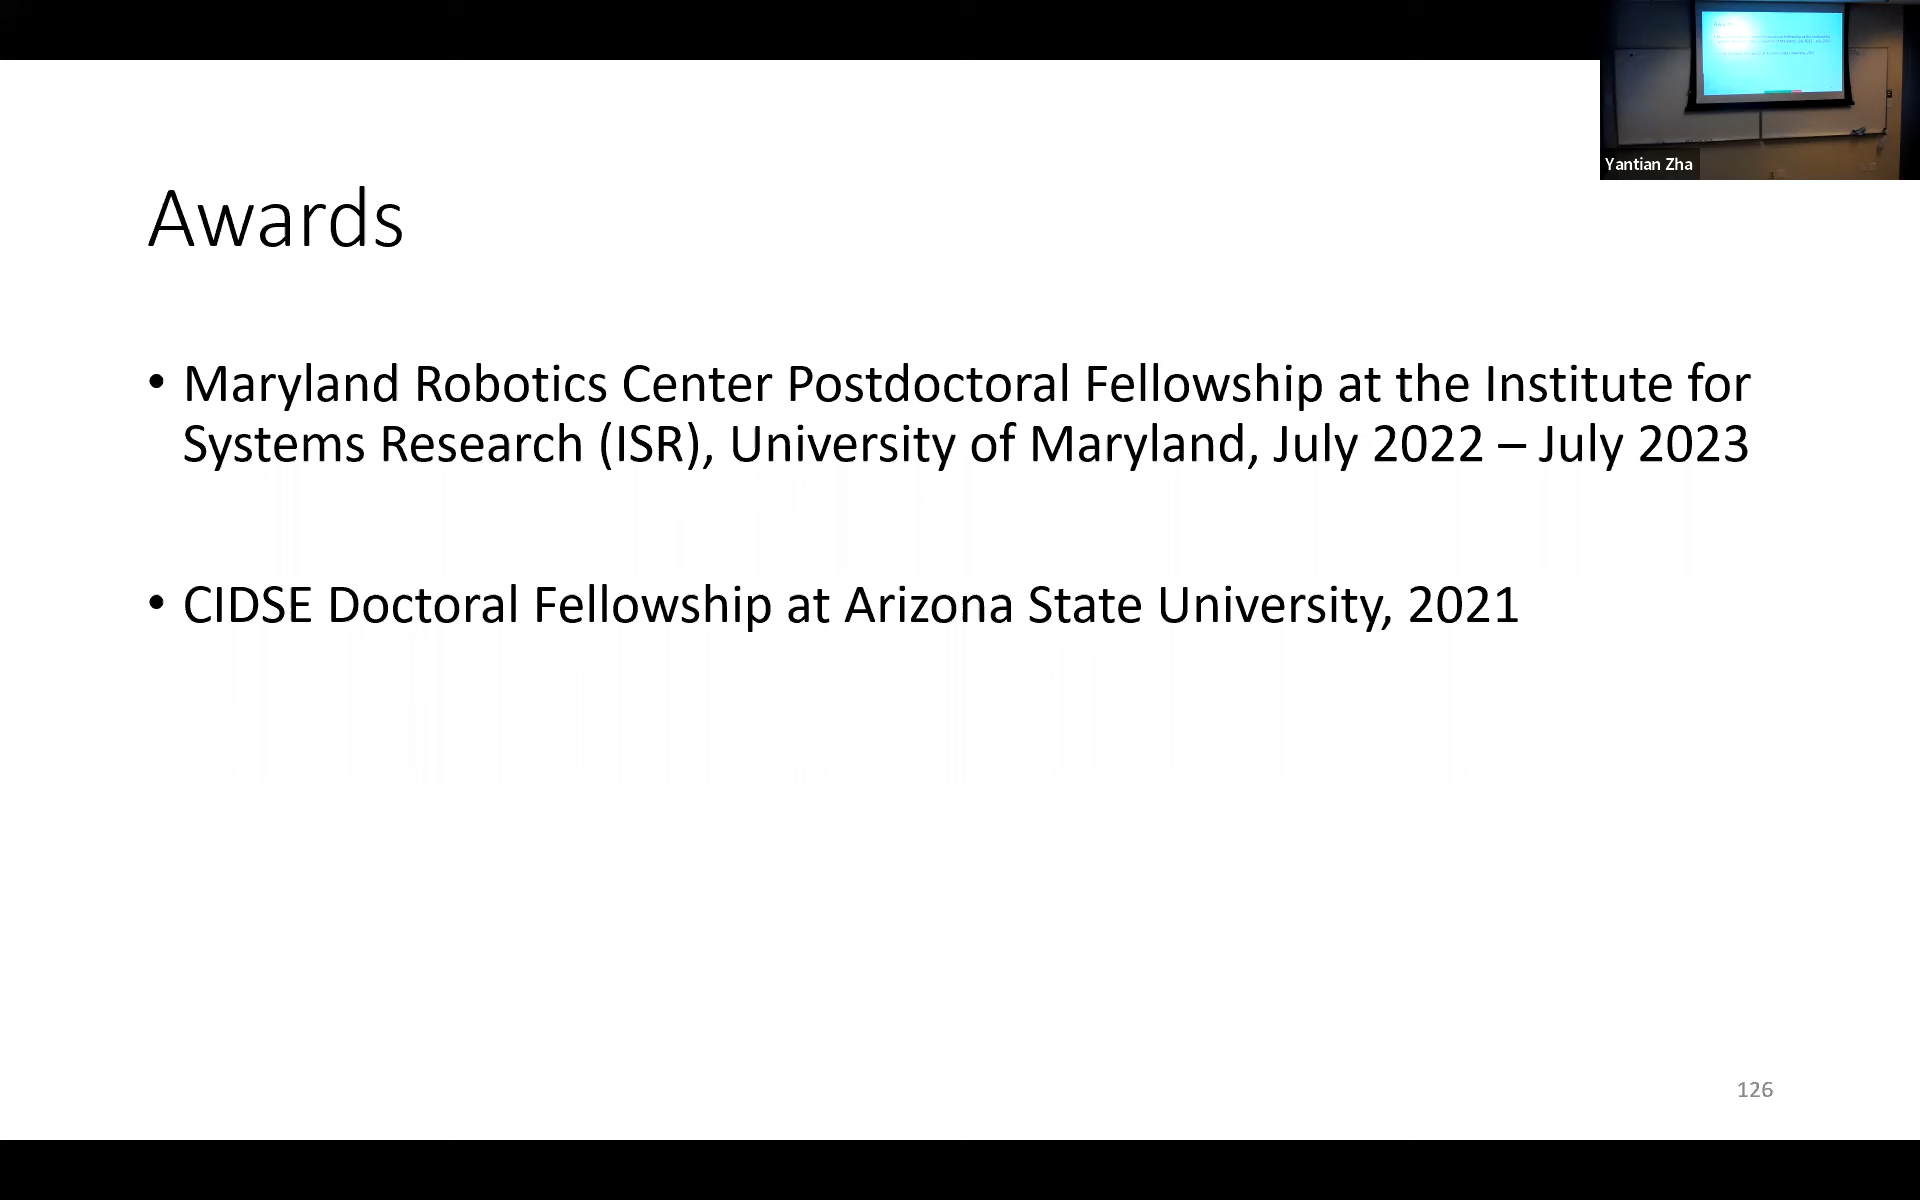 Yantian Zha
Awards
• Maryland Robotics Center Postdoctoral Fellowship at the Institute for
Systems Research (ISR), University of Maryland, July 2022 – July 2023
• CIDSE Doctoral Fellowship at Arizona State University, 2021
126